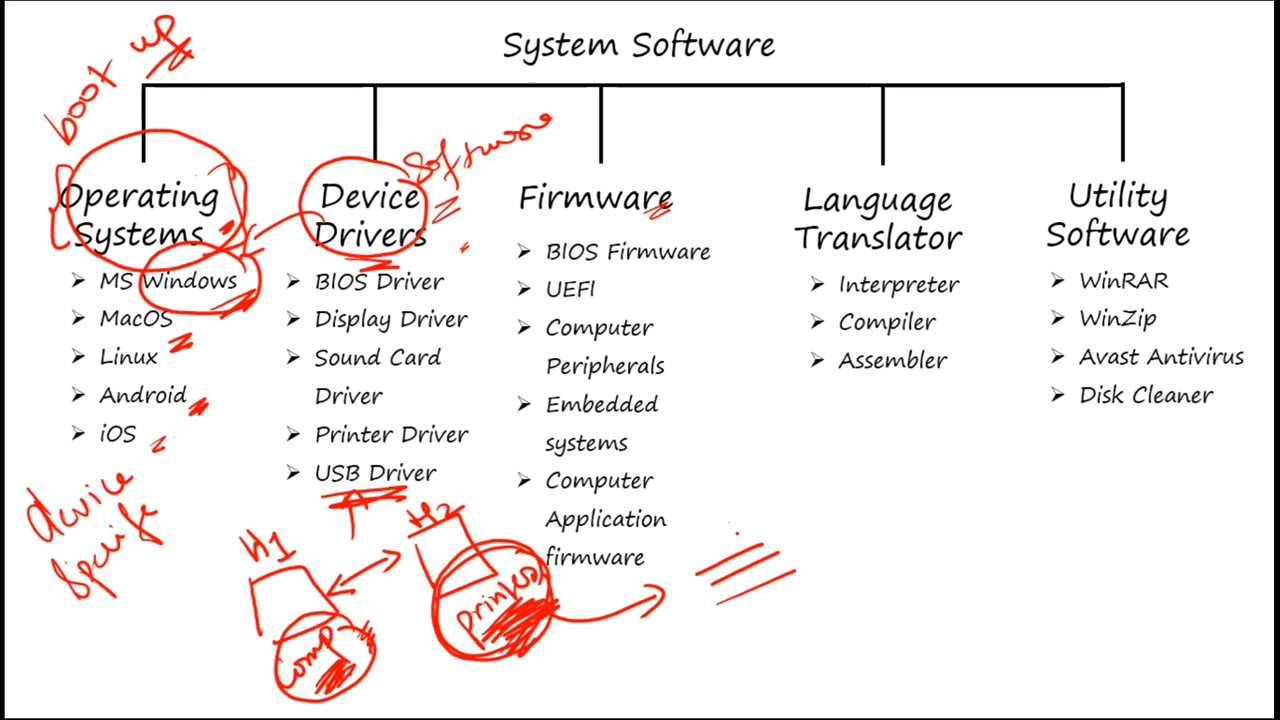 System Software
boot up
Software
Operating
Systems
MS Windows
MacOS
Linux
Android
iOS
Device
Drivers
BIOS Driver
Display Driver
Sound Card
Driver
Printer Driver
USB Driver
Firmware
BIOS Firmware
UEFI
Computer
Peripherals
Embedded
systems
Computer
Application
firmware
Language
Translator
Interpreter
Compiler
Assembler
Utility
Software
WinRAR
WinZip
Avast Antivirus
Disk Cleaner
device
H1
H2
comp
printer